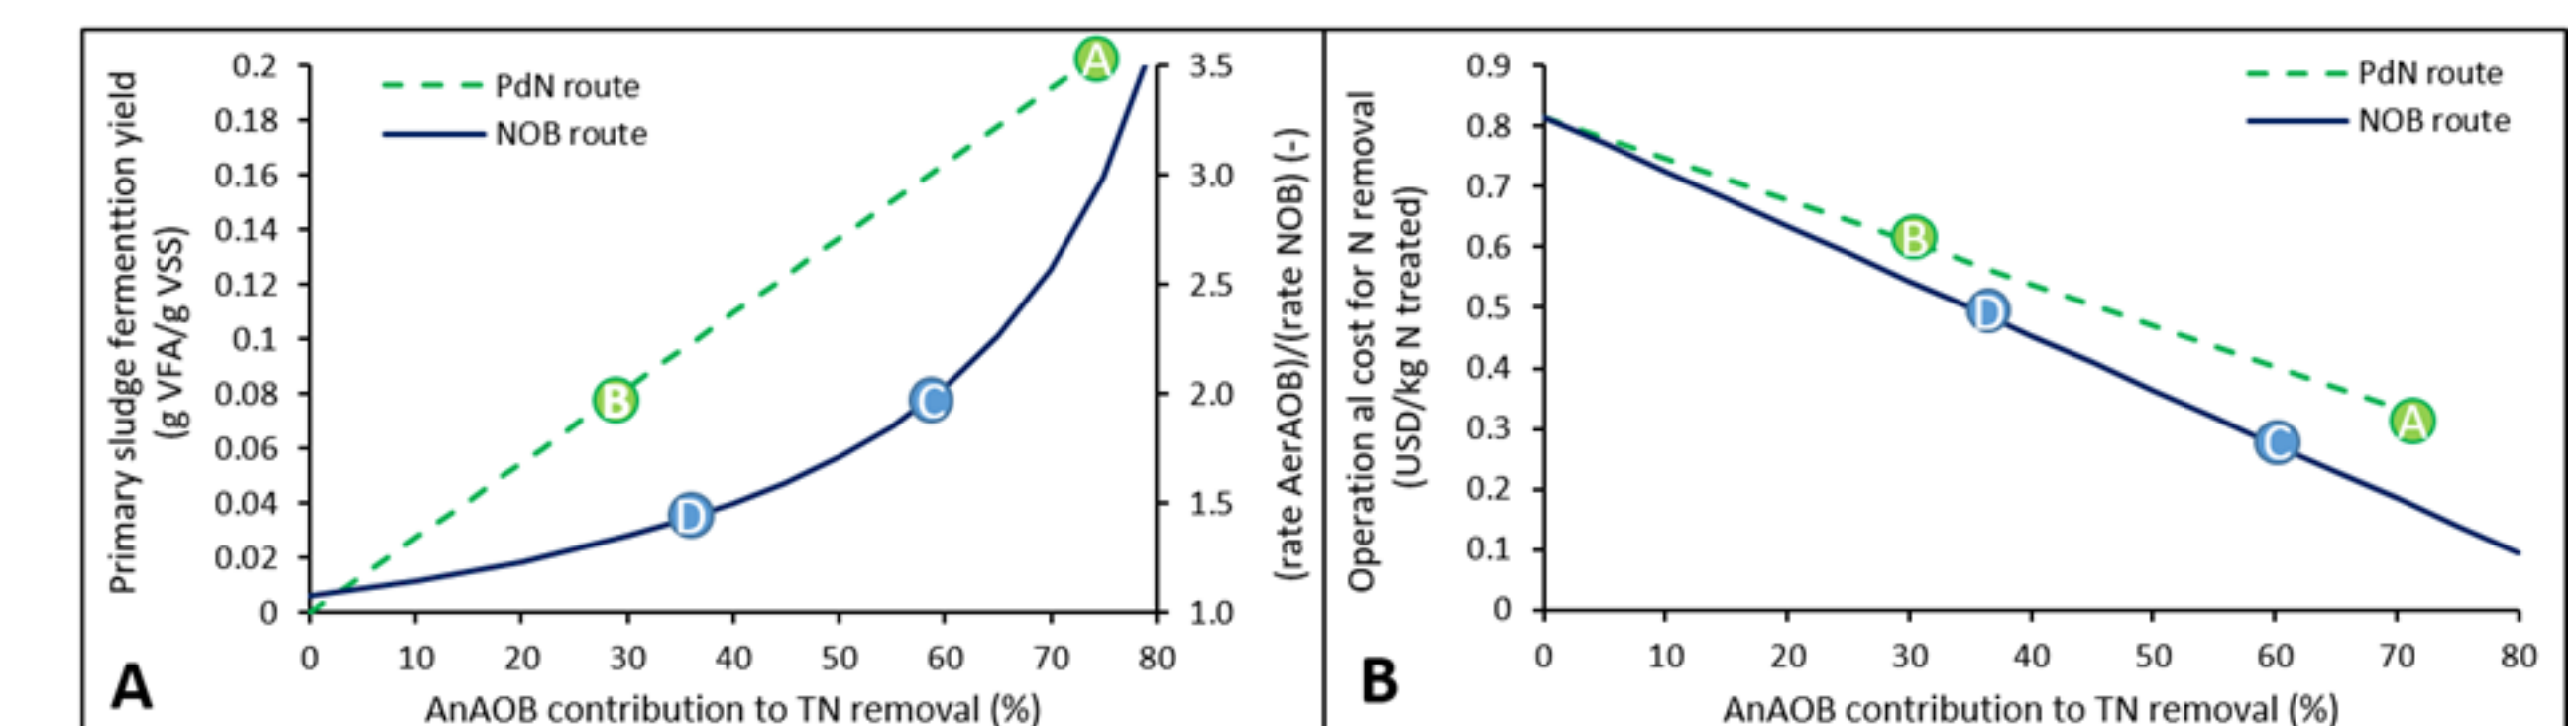 Primary sludge fermention yield
(g VFA/g VSS)
0.2
0.18
0.16
0.14
0.12
0.1
0.08
0.06
0.04
0.02
0
PdN route
NOB route
A
B
C
D
3.5
3.0
2.5
2.0
1.5
1.0
(rate AerAOB)/(rate NOB) (-)
0 10 20 30 40 50 60 70 80
AnAOB contribution to TN removal (%)
A
Operation al cost for N removal
(USD/kg N treated)
0.9
0.8
0.7
0.6
0.5
0.4
0.3
0.2
0.1
0
PdN route
NOB route
B
D
A
C
0 10 20 30 40 50 60 70 80
AnAOB contribution to TN removal (%)
B